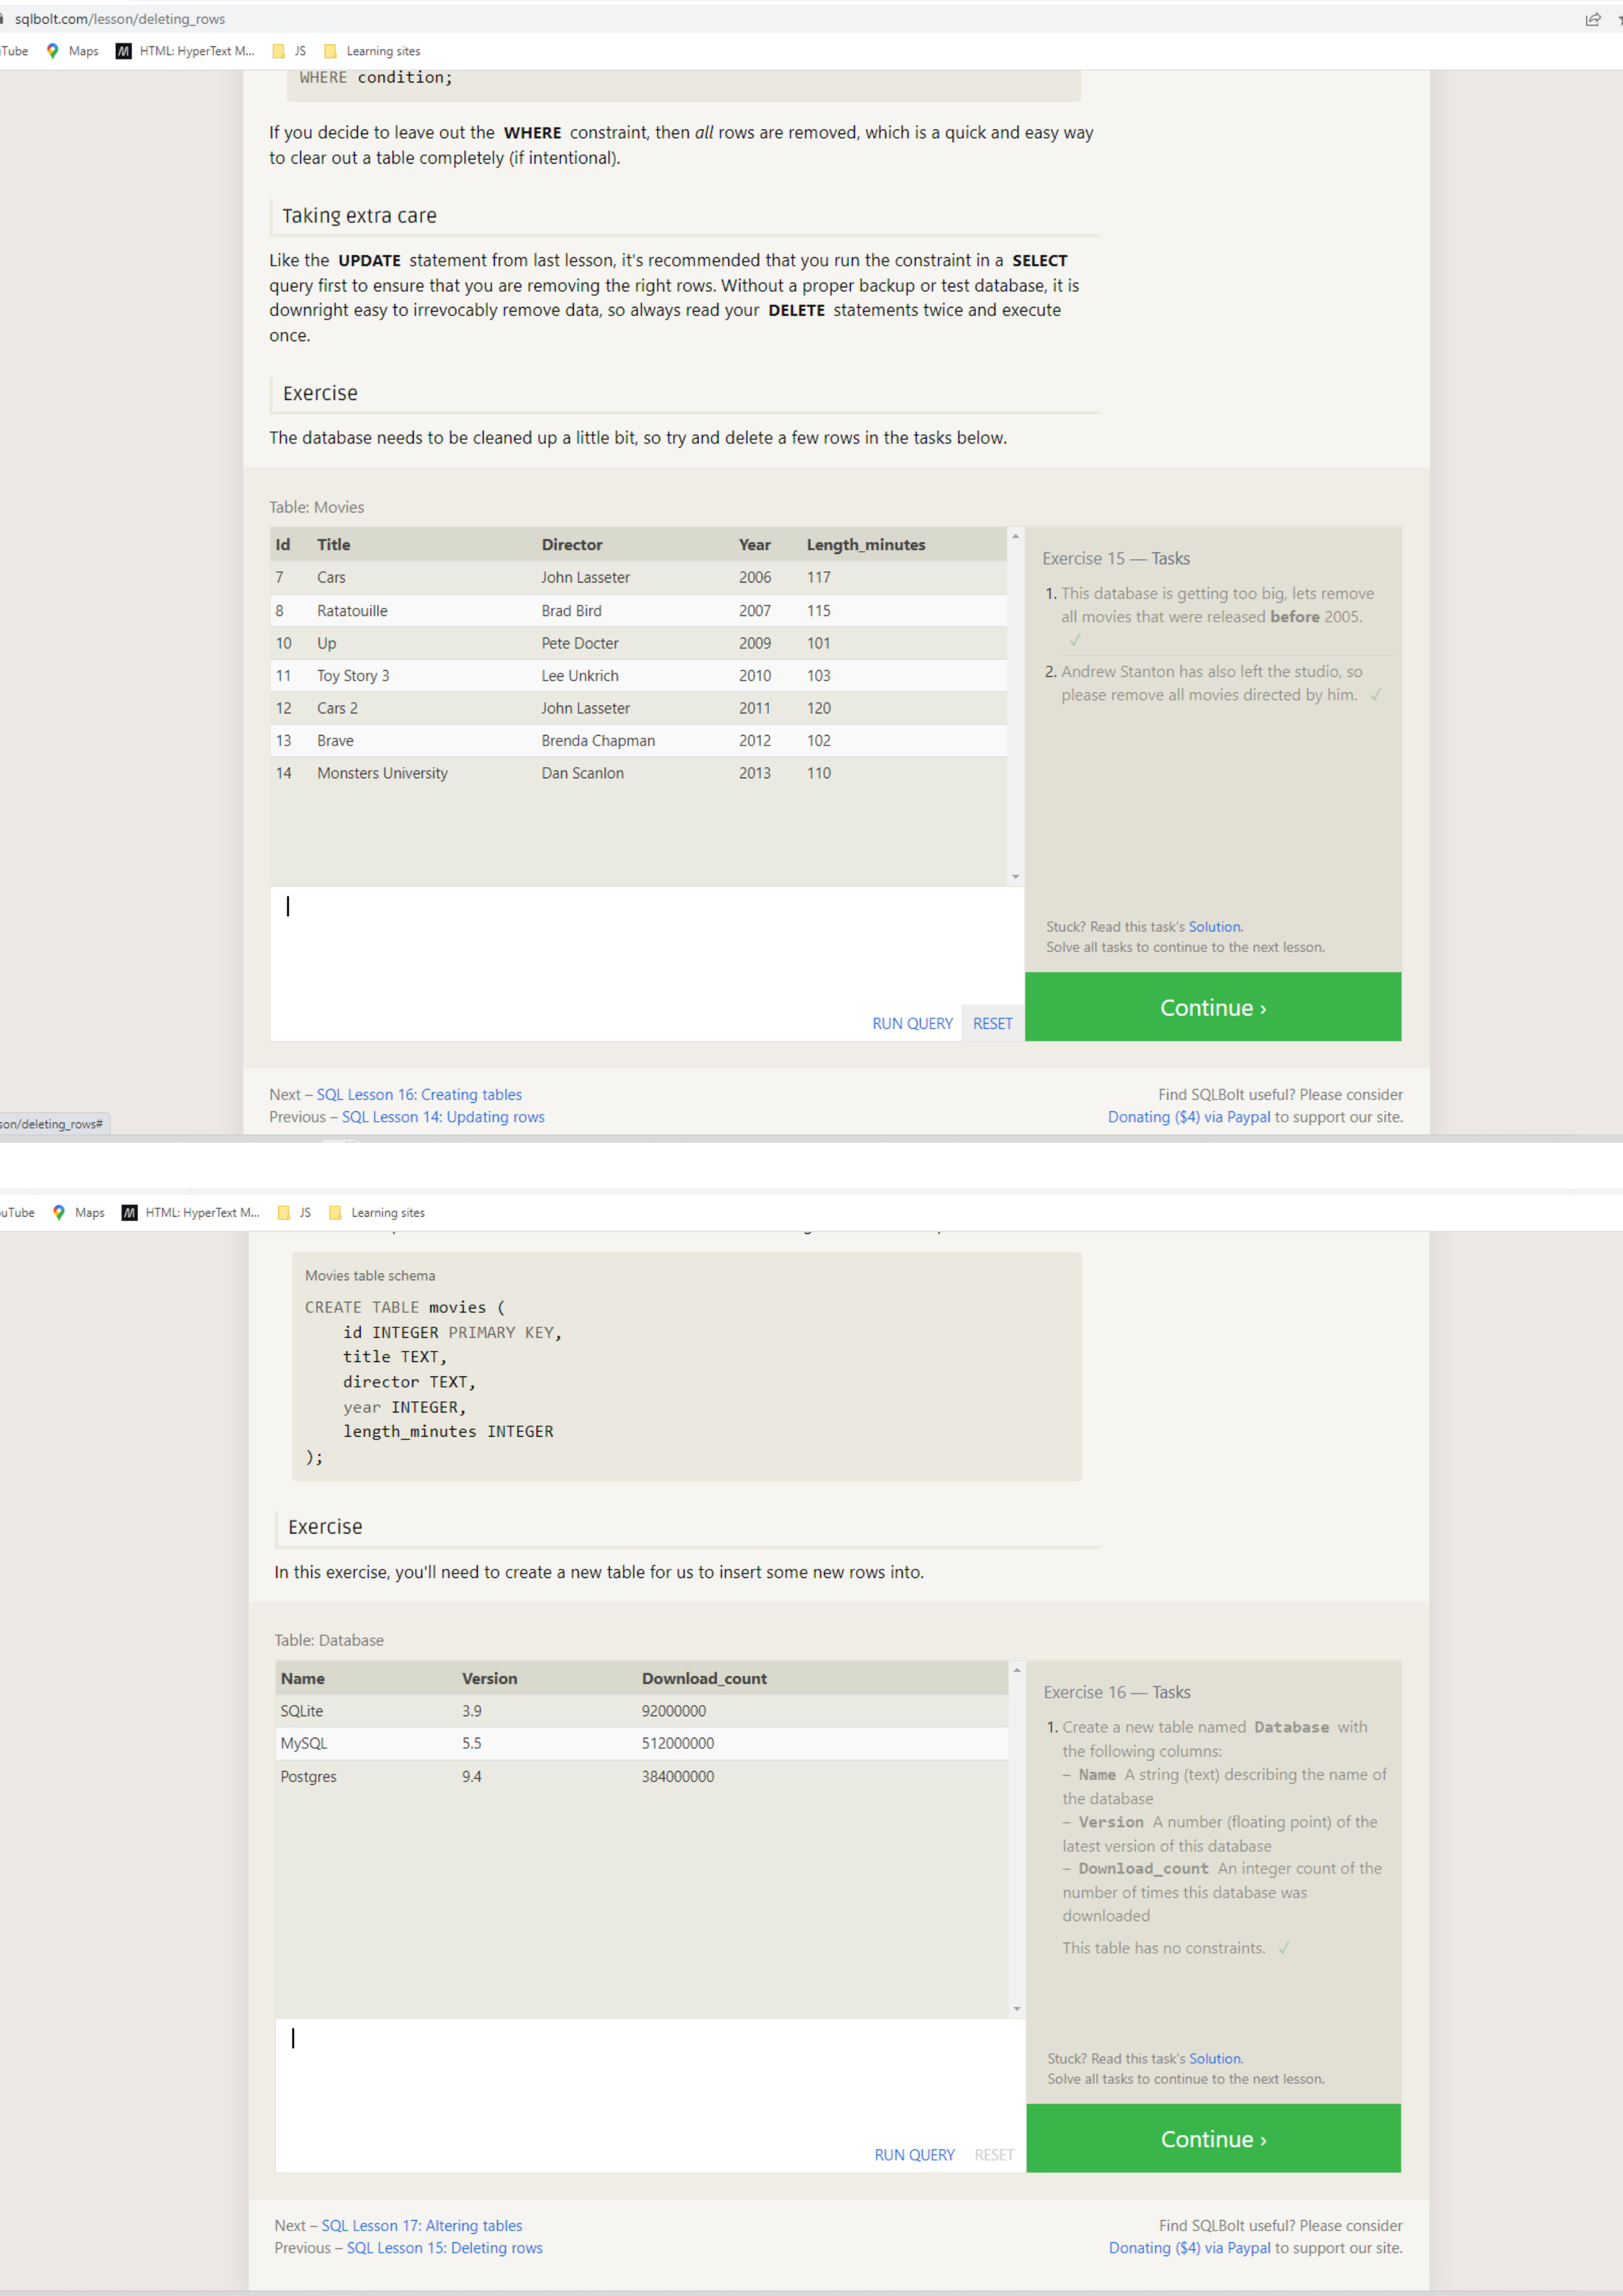 sqlbolt.com/lesson/deleting_rows
Tube Maps HTML: HyperText M... JS Learning sites
WHERE condition;
If you decide to leave out the WHERE constraint, then all rows are removed, which is a quick and easy way
to clear out a table completely (if intentional).
Taking extra care
Like the UPDATE statement from last lesson, it's recommended that you run the constraint in a SELECT
query first to ensure that you are removing the right rows. Without a proper backup or test database, it is
downright easy to irrevocably remove data, so always read your DELETE statements twice and execute
once.
Exercise
The database needs to be cleaned up a little bit, so try and delete a few rows in the tasks below.
Table: Movies
Id Title Director Year Length_minutes
7 Cars John Lasseter 2006 117
8 Ratatouille Brad Bird 2007 115
10 Up Pete Docter 2009 101
11 Toy Story 3 Lee Unkrich 2010 103
12 Cars 2 John Lasseter 2011 120
13 Brave Brenda Chapman 2012 102
14 Monsters University Dan Scanlon 2013 110
Exercise 15 — Tasks
1. This database is getting too big, lets remove
all movies that were released before 2005.
✓
2. Andrew Stanton has also left the studio, so
please remove all movies directed by him. ✓
Stuck? Read this task's Solution.
Solve all tasks to continue to the next lesson.
RUN QUERY RESET
Continue ›
Next – SQL Lesson 16: Creating tables
Previous – SQL Lesson 14: Updating rows
Find SQLBolt useful? Please consider
Donating ($4) via Paypal to support our site.
son/deleting_rows#
uTube Maps HTML: HyperText M... JS Learning sites
Movies table schema
CREATE TABLE movies (
id INTEGER PRIMARY KEY,
title TEXT,
director TEXT,
year INTEGER,
length_minutes INTEGER
);
Exercise
In this exercise, you'll need to create a new table for us to insert some new rows into.
Table: Database
Name Version Download_count
SQLite 3.9 92000000
MySQL 5.5 512000000
Postgres 9.4 384000000
Exercise 16 — Tasks
1. Create a new table named Database with
the following columns:
– Name A string (text) describing the name of
the database
– Version A number (floating point) of the
latest version of this database
– Download_count An integer count of the
number of times this database was
downloaded
This table has no constraints. ✓
Stuck? Read this task's Solution.
Solve all tasks to continue to the next lesson.
RUN QUERY RESET
Continue ›
Next – SQL Lesson 17: Altering tables
Previous – SQL Lesson 15: Deleting rows
Find SQLBolt useful? Please consider
Donating ($4) via Paypal to support our site.